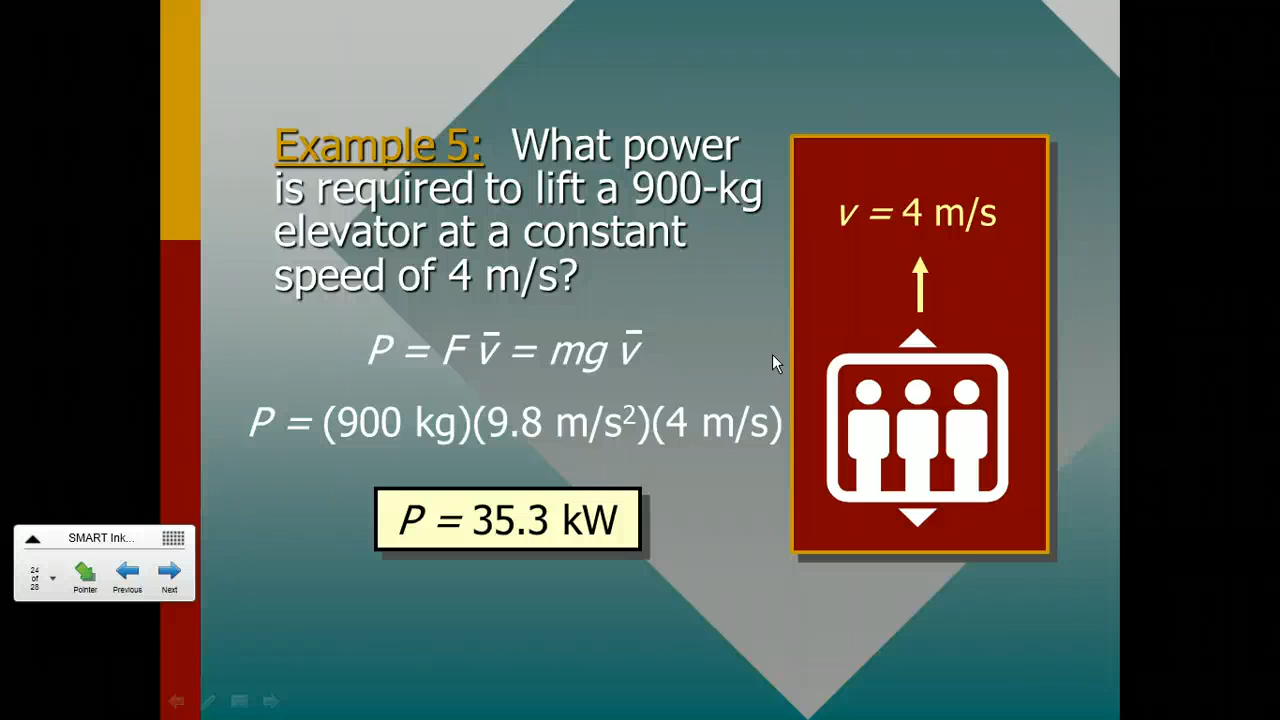 Example 5: What power
is required to lift a 900-kg
elevator at a constant
speed of 4 m/s?
v = 4 m/s
P = F v̄ = mg v̄
P = (900 kg)(9.8 m/s²)(4 m/s)
P = 35.3 kW
SMART Ink...
24
of
28
Pointer Previous Next